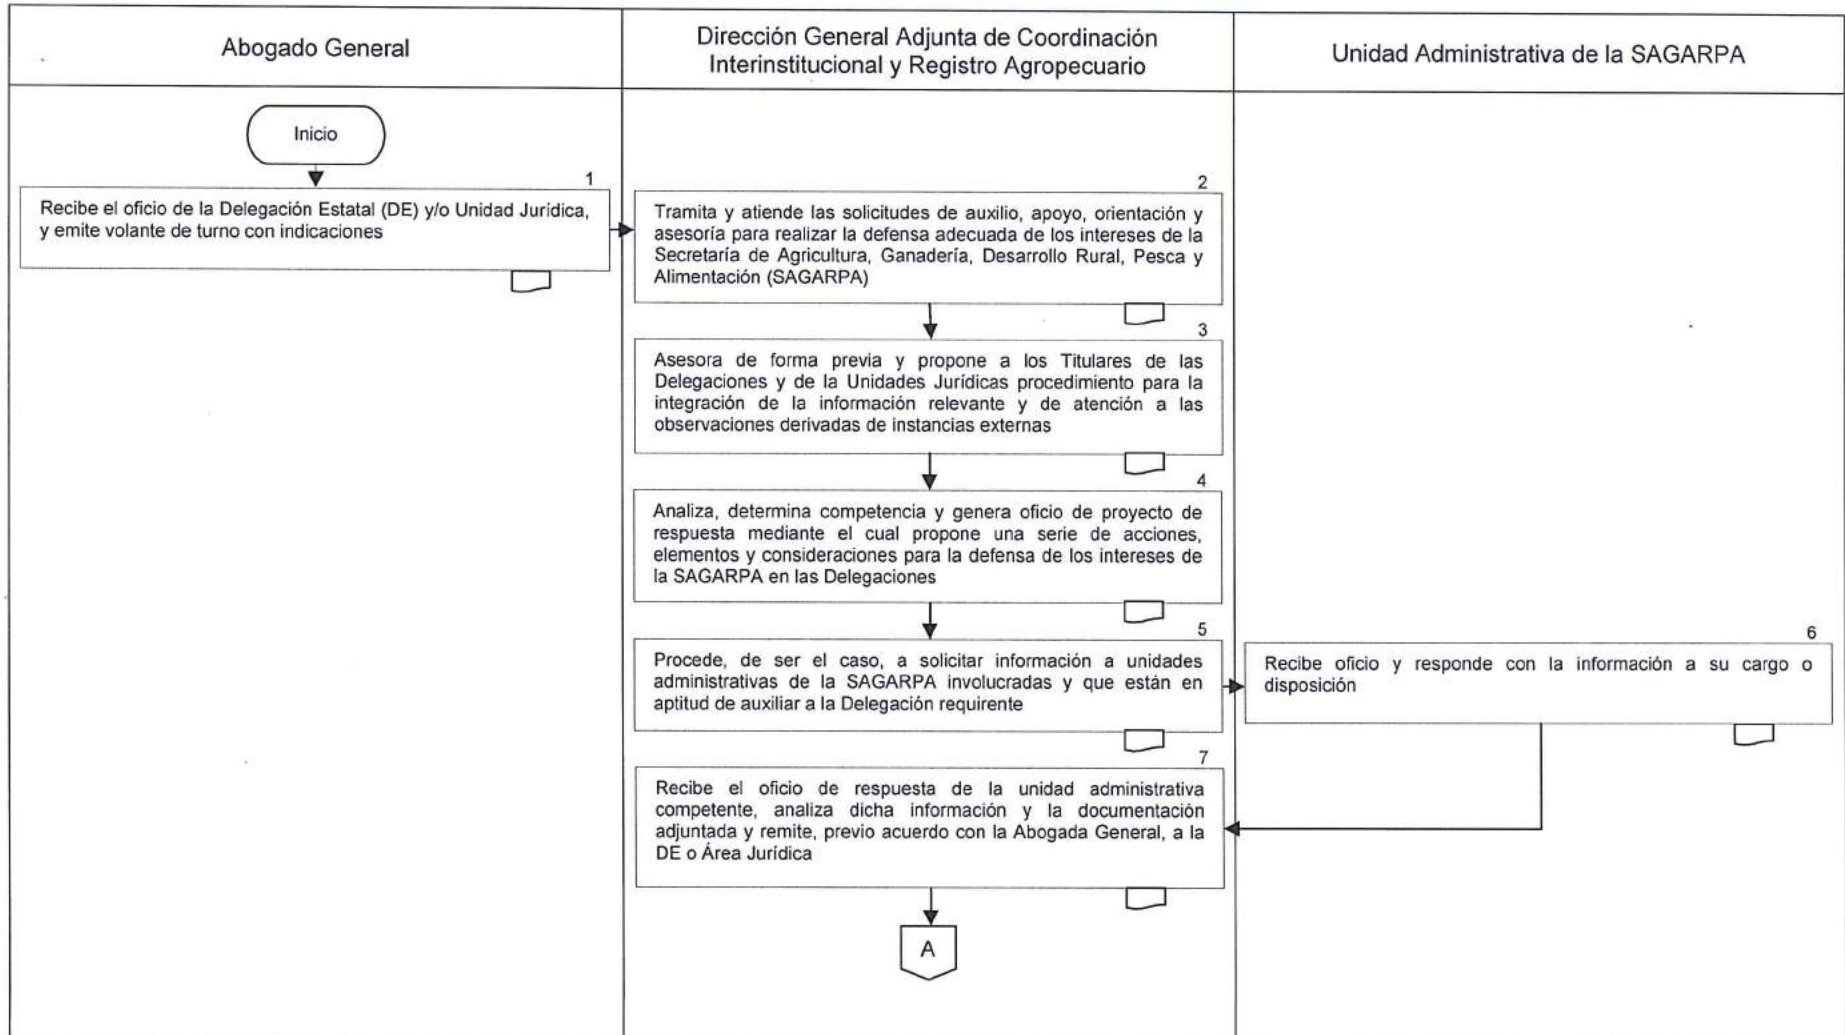 Abogado General
Dirección General Adjunta de Coordinación
Interinstitucional y Registro Agropecuario
Unidad Administrativa de la SAGARPA
Inicio
1
Recibe el oficio de la Delegación Estatal (DE) y/o Unidad Jurídica,
y emite volante de turno con indicaciones
2
Tramita y atiende las solicitudes de auxilio, apoyo, orientación y
asesoría para realizar la defensa adecuada de los intereses de la
Secretaría de Agricultura, Ganadería, Desarrollo Rural, Pesca y
Alimentación (SAGARPA)
3
Asesora de forma previa y propone a los Titulares de las
Delegaciones y de la Unidades Jurídicas procedimiento para la
integración de la información relevante y de atención a las
observaciones derivadas de instancias externas
4
Analiza, determina competencia y genera oficio de proyecto de
respuesta mediante el cual propone una serie de acciones,
elementos y consideraciones para la defensa de los intereses de
la SAGARPA en las Delegaciones
5
Procede, de ser el caso, a solicitar información a unidades
administrativas de la SAGARPA involucradas y que están en
aptitud de auxiliar a la Delegación requirente
6
Recibe oficio y responde con la información a su cargo o
disposición
7
Recibe el oficio de respuesta de la unidad administrativa
competente, analiza dicha información y la documentación
adjuntada y remite, previo acuerdo con la Abogada General, a la
DE o Área Jurídica
A